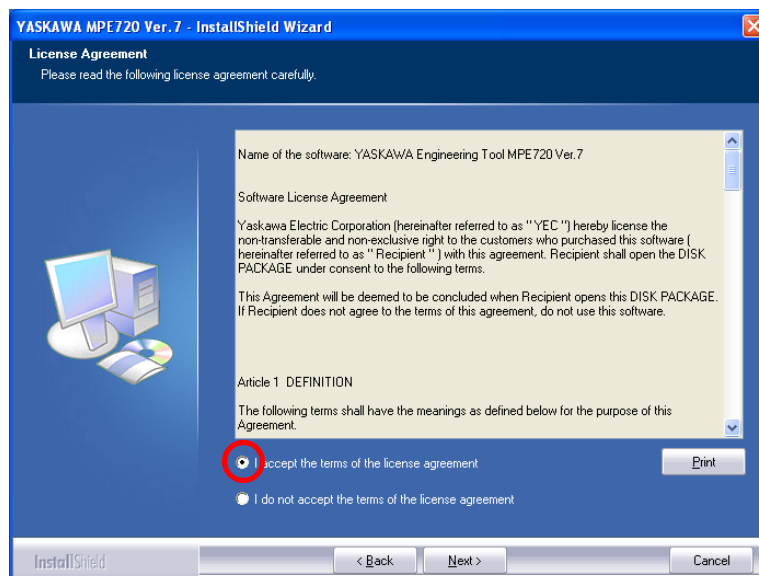 YASKAWA MPE720 Ver. 7 - InstallShield Wizard
License Agreement
Please read the following license agreement carefully.
Name of the software: YASKAWA Engineering Tool MPE720 Ver.7
Software License Agreement
Yaskawa Electric Corporation (hereinafter referred to as "YEC ") hereby license the
non-transferable and non-exclusive right to the customers who purchased this software (
hereinafter referred to as " Recipient " ) with this agreement. Recipient shall open the DISK
PACKAGE under consent to the following terms.
This Agreement will be deemed to be concluded when Recipient opens this DISK PACKAGE.
If Recipient does not agree to the terms of this agreement, do not use this software.
Article 1  DEFINITION
The following terms shall have the meanings as defined below for the purpose of this
Agreement.
I accept the terms of the license agreement
Print
I do not accept the terms of the license agreement
InstallShield
< Back
Next >
Cancel